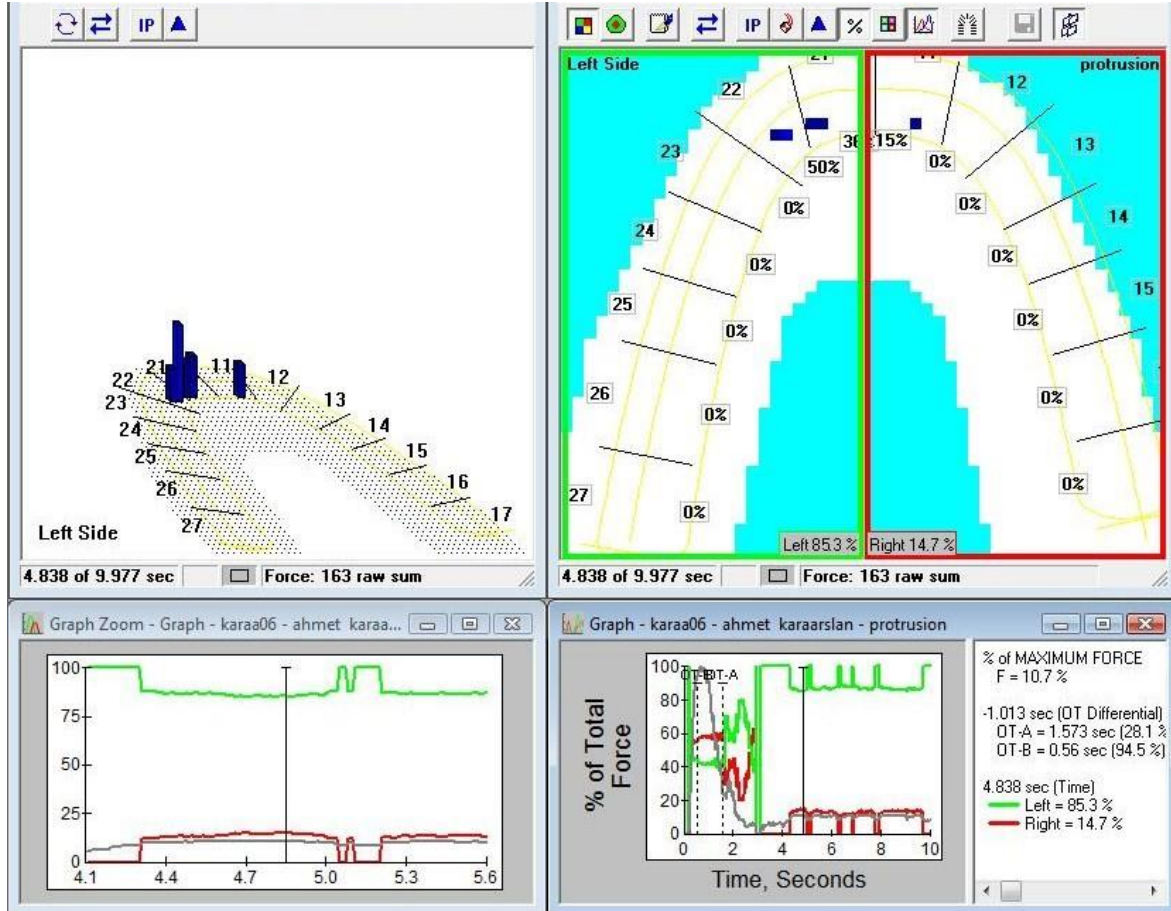 IP
IP
%
Left Side
protrusion
21
11
22
12
23
13
24
14
25
15
26
27
36
15%
50%
0%
0%
0%
0%
0%
0%
0%
0%
0%
0%
0%
0%
Left 85.3 %
Right 14.7 %
21
11
22
12
23
13
24
14
25
15
26
16
27
17
Left Side
4.838 of 9.977 sec
Force: 163 raw sum
4.838 of 9.977 sec
Force: 163 raw sum
Graph Zoom - Graph - karaa06 - ahmet karaa...
100
75
50
25
0
4.1 4.4 4.7 5.0 5.3 5.6
Graph - karaa06 - ahmet karaarslan - protrusion
% of Total
Force
100
80
60
40
20
0
OT-B OT-A
0 2 4 6 8 10
Time, Seconds
% of MAXIMUM FORCE
F = 10.7 %
-1.013 sec (OT Differential)
OT-A = 1.573 sec (28.1 %
OT-B = 0.56 sec (94.5 %)
4.838 sec (Time)
Left = 85.3 %
Right = 14.7 %